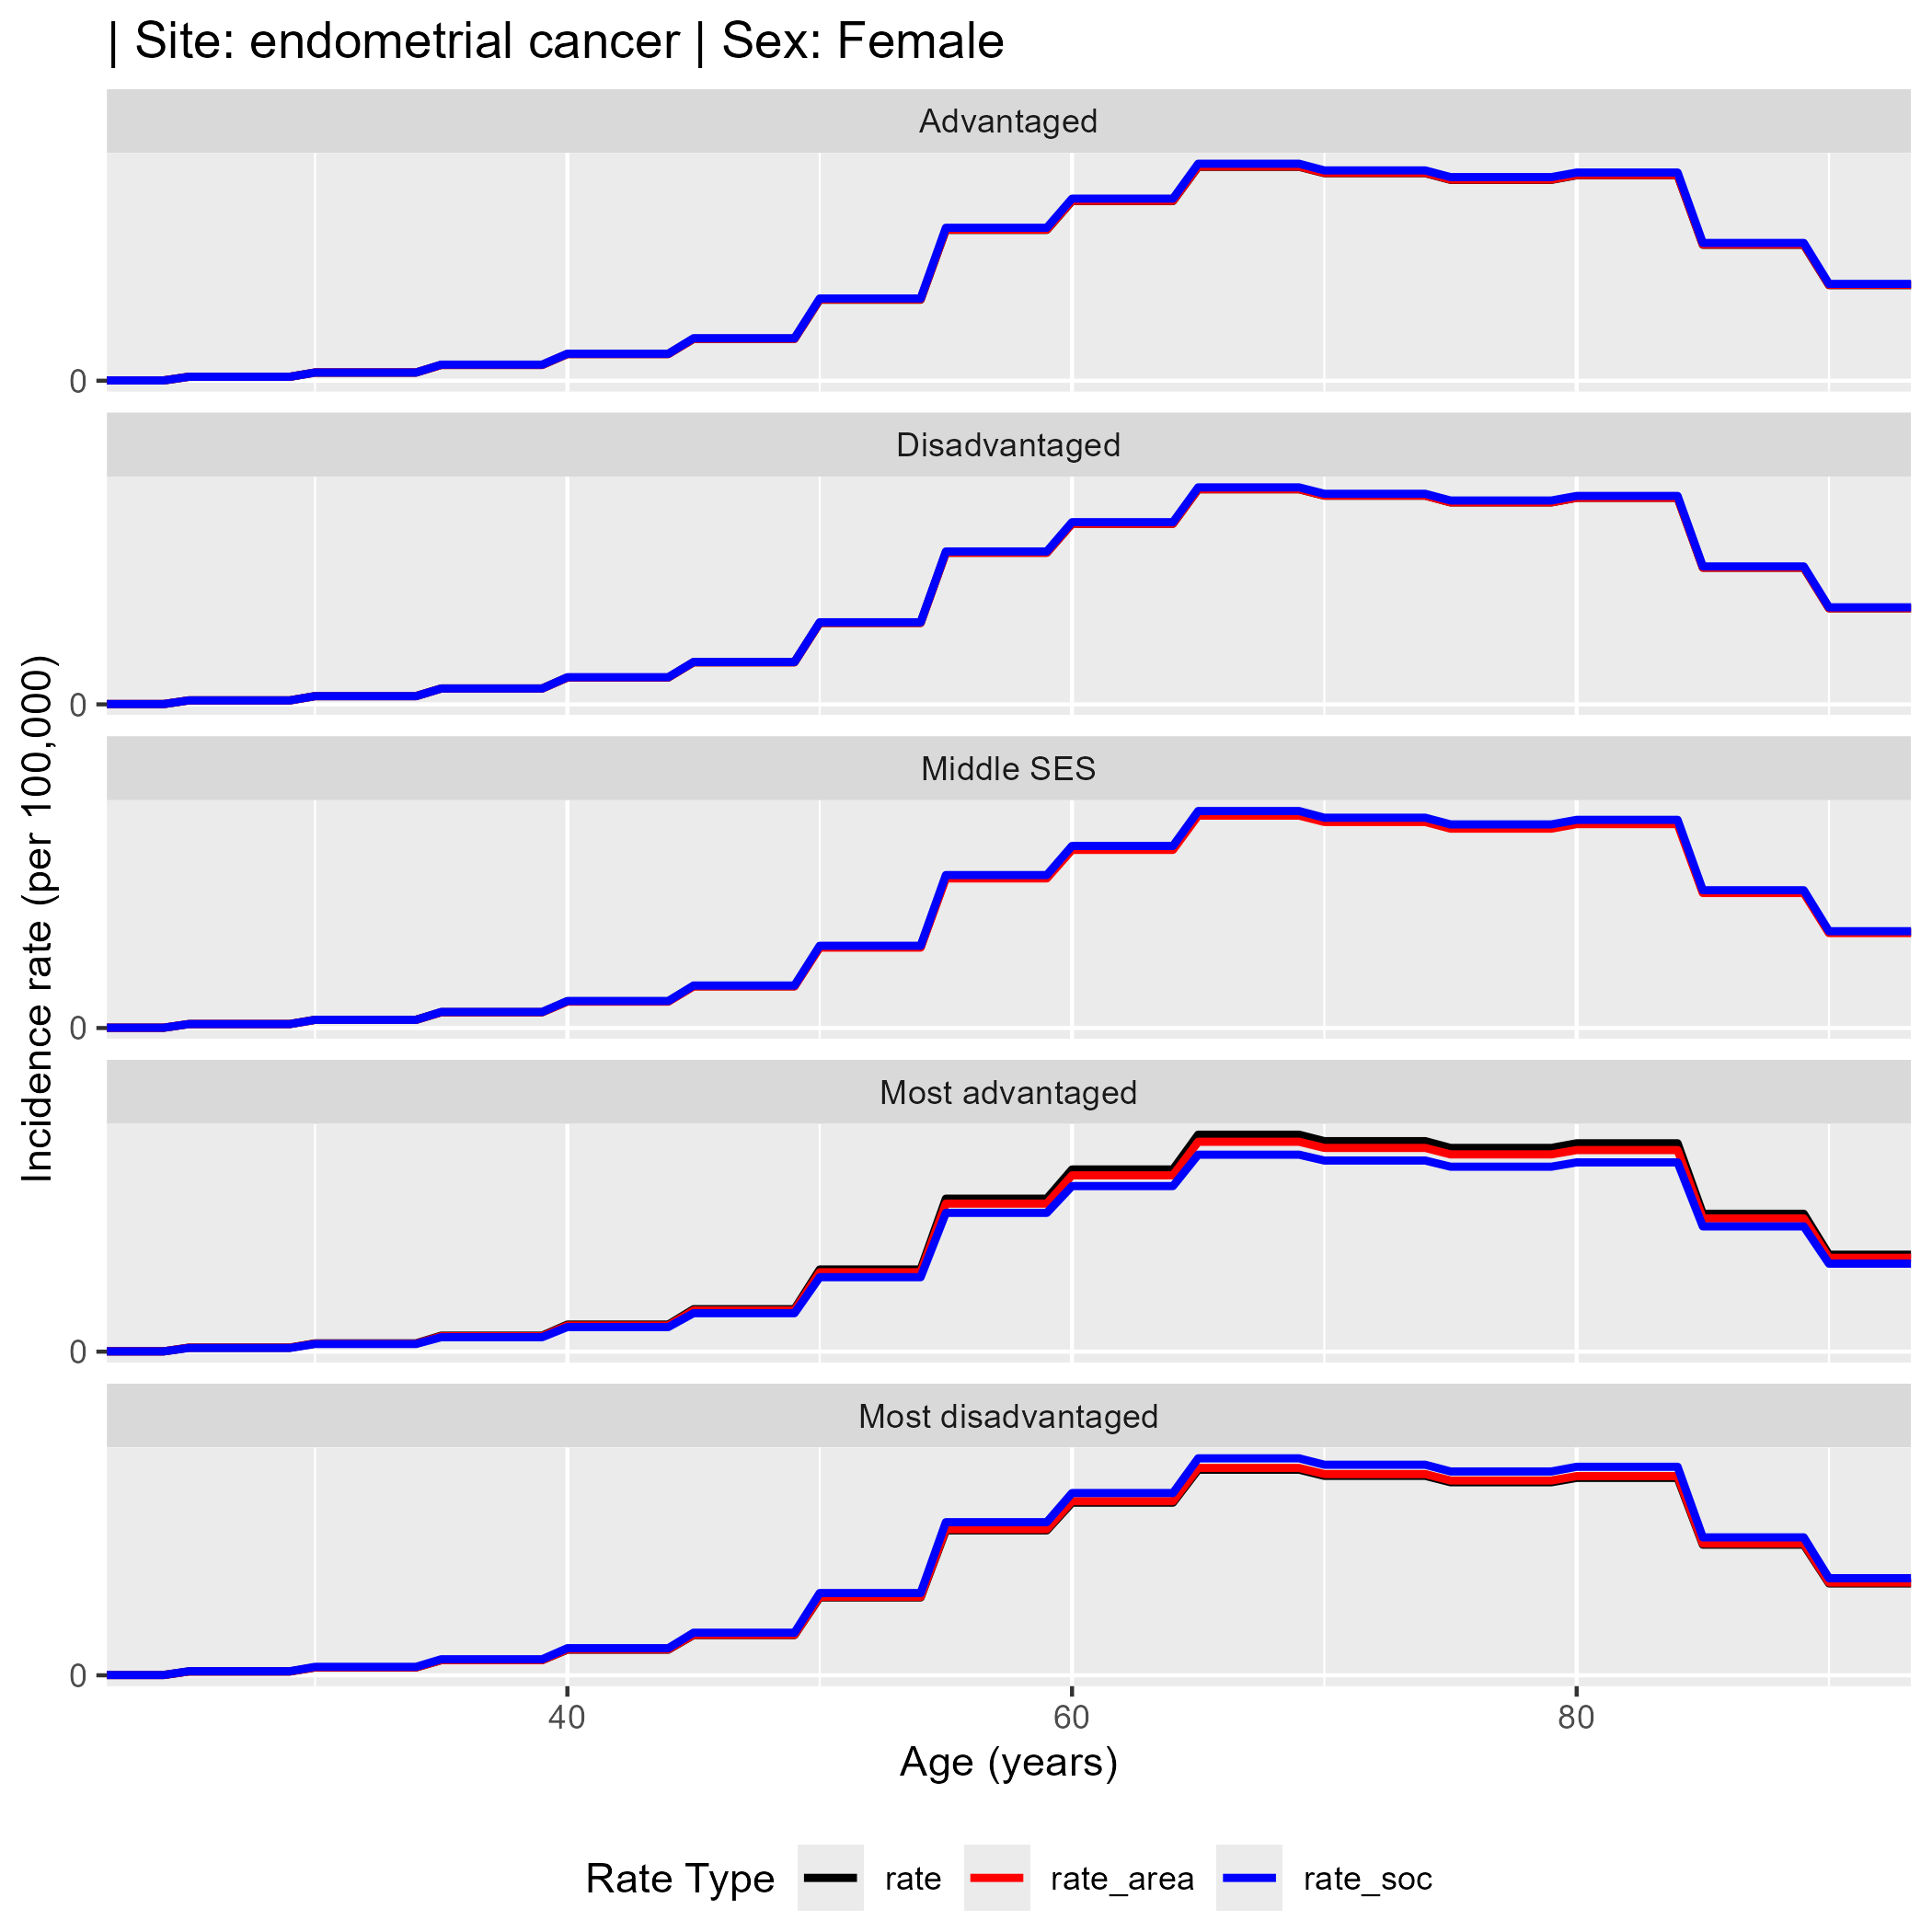 | Site: endometrial cancer | Sex: Female
Advantaged
0
Disadvantaged
0
Middle SES
0
Most advantaged
0
Most disadvantaged
0
Incidence rate (per 100,000)
40 60 80
Age (years)
Rate Type rate rate_area rate_soc